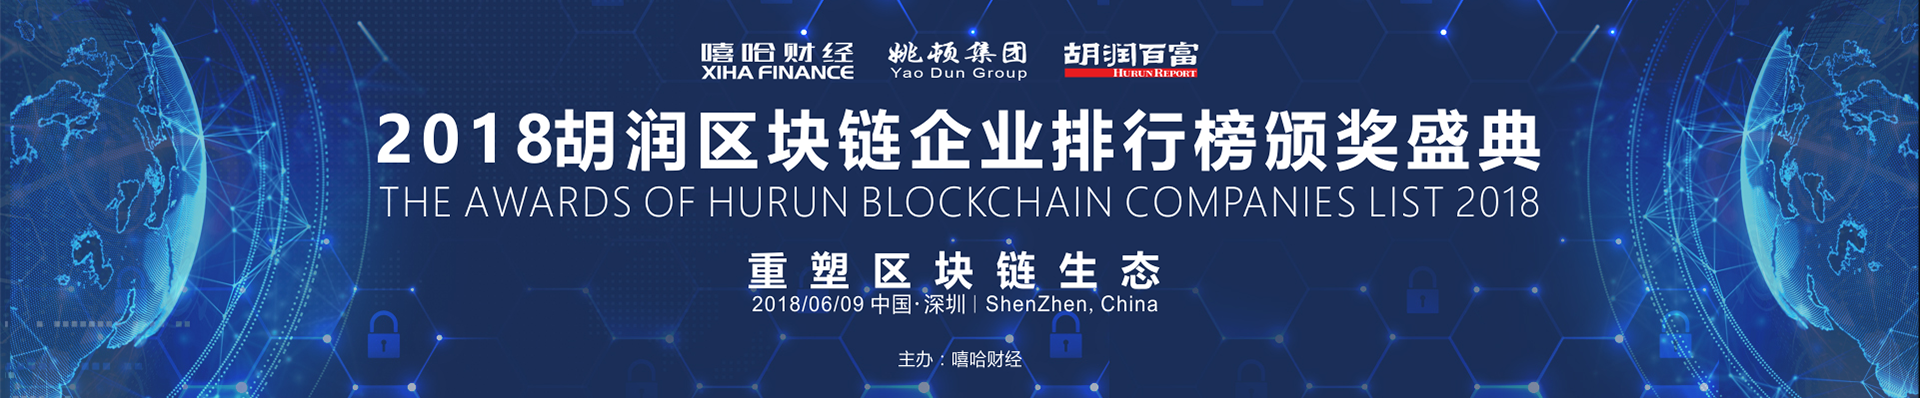 嘻哈财经 姚顿集团 胡润百富
XIHA FINANCE Yao Dun Group HURUN REPORT
2018胡润区块链企业排行榜颁奖盛典
THE AWARDS OF HURUN BLOCKCHAIN COMPANIES LIST 2018
重塑区块链生态
2018/06/09 中国·深圳 | ShenZhen, China
主办：嘻哈财经